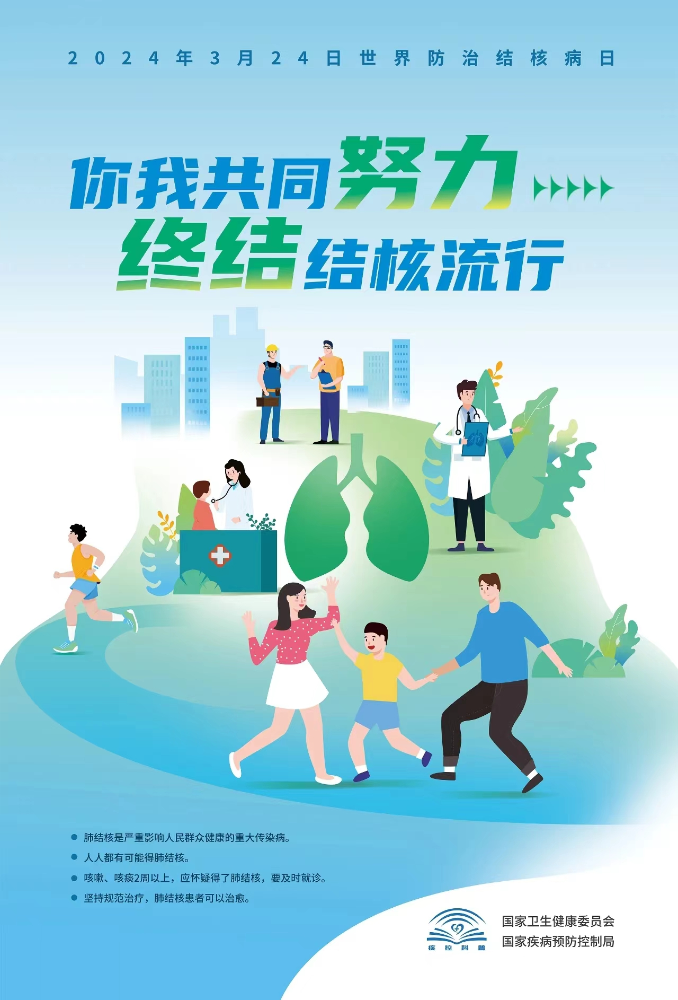 2024年3月24日世界防治结核病日
你我共同努力
终结结核流行
肺结核是严重影响人民群众健康的重大传染病。
人人都有可能得肺结核。
咳嗽、咳痰2周以上，应怀疑得了肺结核，要及时就诊。
坚持规范治疗，肺结核患者可以治愈。
疾控科普
国家卫生健康委员会
国家疾病预防控制局